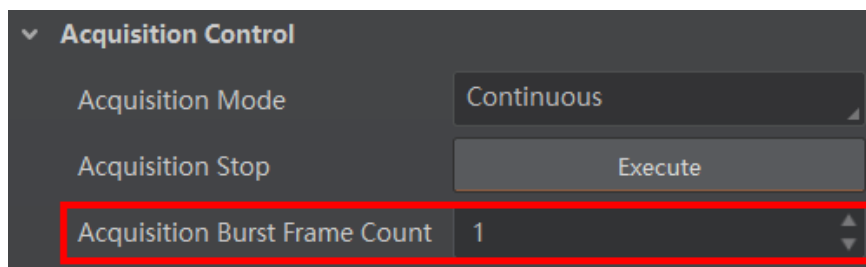 Acquisition Control
Acquisition Mode Continuous
Acquisition Stop Execute
Acquisition Burst Frame Count 1